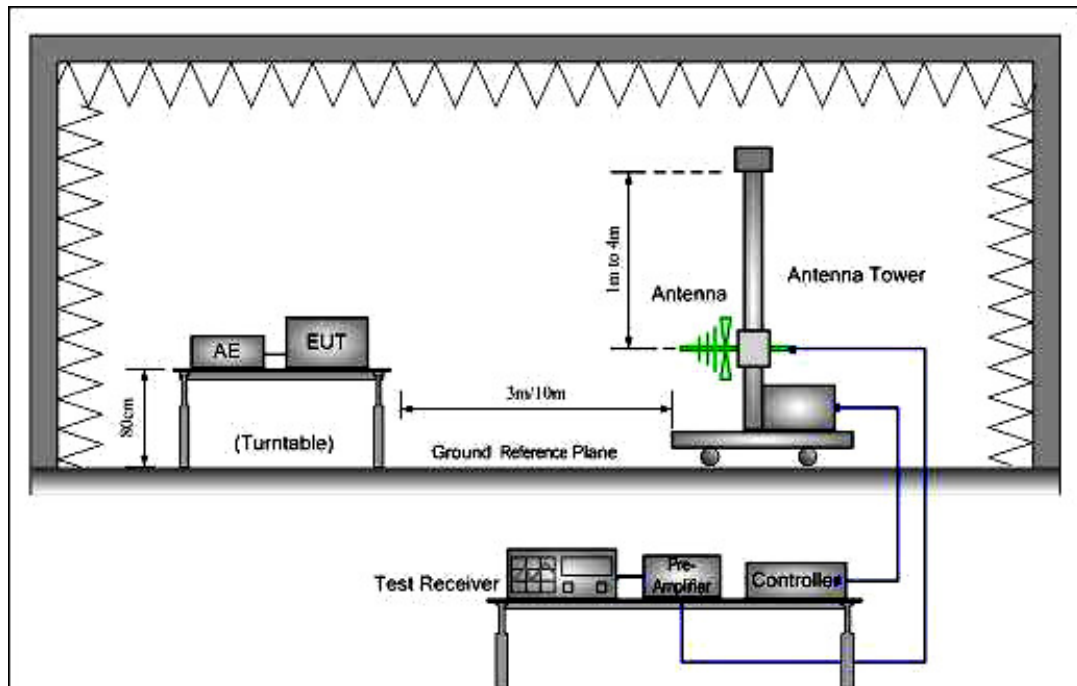 1m to 4m
Antenna Tower
Antenna
AE
EUT
80cm
3m/10m
(Turntable)
Ground Reference Plane
Test Receiver
Pre-
Amplifier
Controller